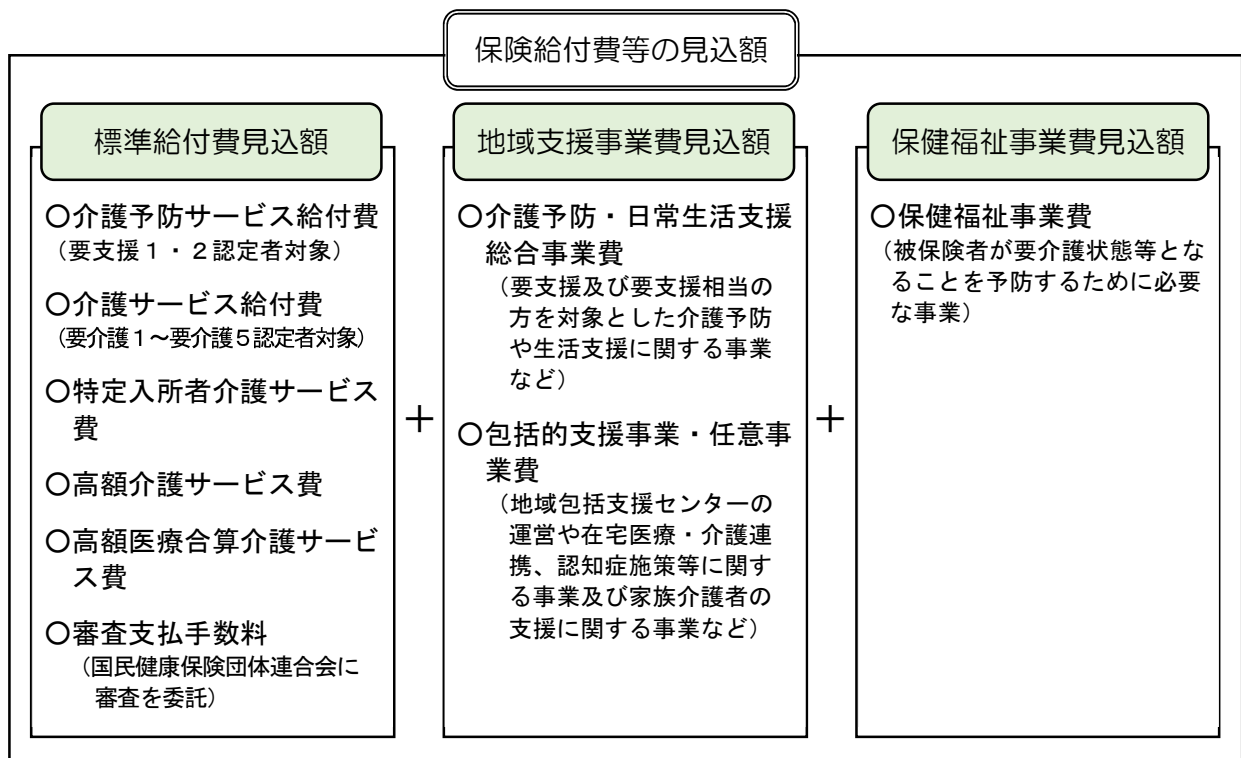 保険給付費等の見込額
標準給付費見込額
〇介護予防サービス給付費
（要支援１・２認定者対象）
〇介護サービス給付費
（要介護１～要介護５認定者対象）
〇特定入所者介護サービス
費
〇高額介護サービス費
〇高額医療合算介護サービ
ス費
〇審査支払手数料
（国民健康保険団体連合会に
審査を委託）
＋
地域支援事業費見込額
〇介護予防・日常生活支援
総合事業費
（要支援及び要支援相当の
方を対象とした介護予防
や生活支援に関する事業
など）
〇包括的支援事業・任意事
業費
（地域包括支援センターの
運営や在宅医療・介護連
携、認知症施策等に関す
る事業及び家族介護者の
支援に関する事業など）
＋
保健福祉事業費見込額
〇保健福祉事業費
（被保険者が要介護状態等とな
ることを予防するために必要
な事業）